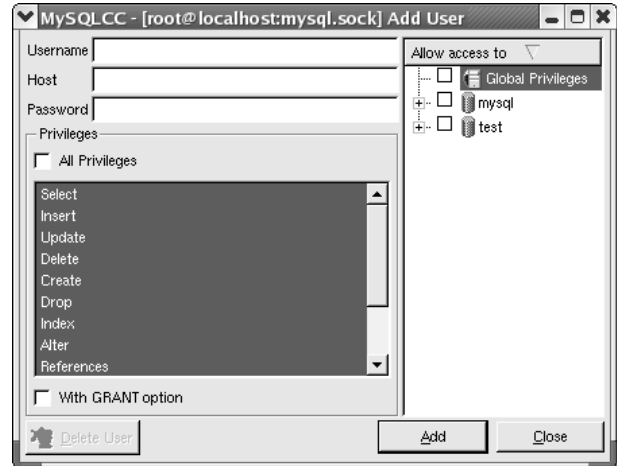 MySQLCC - [root@localhost:mysql.sock] Add User
Username
Host
Password
Privileges
All Privileges
Select
Insert
Update
Delete
Create
Drop
Index
Alter
References
With GRANT option
Delete User
Allow access to
Global Privileges
mysql
test
Add
Close